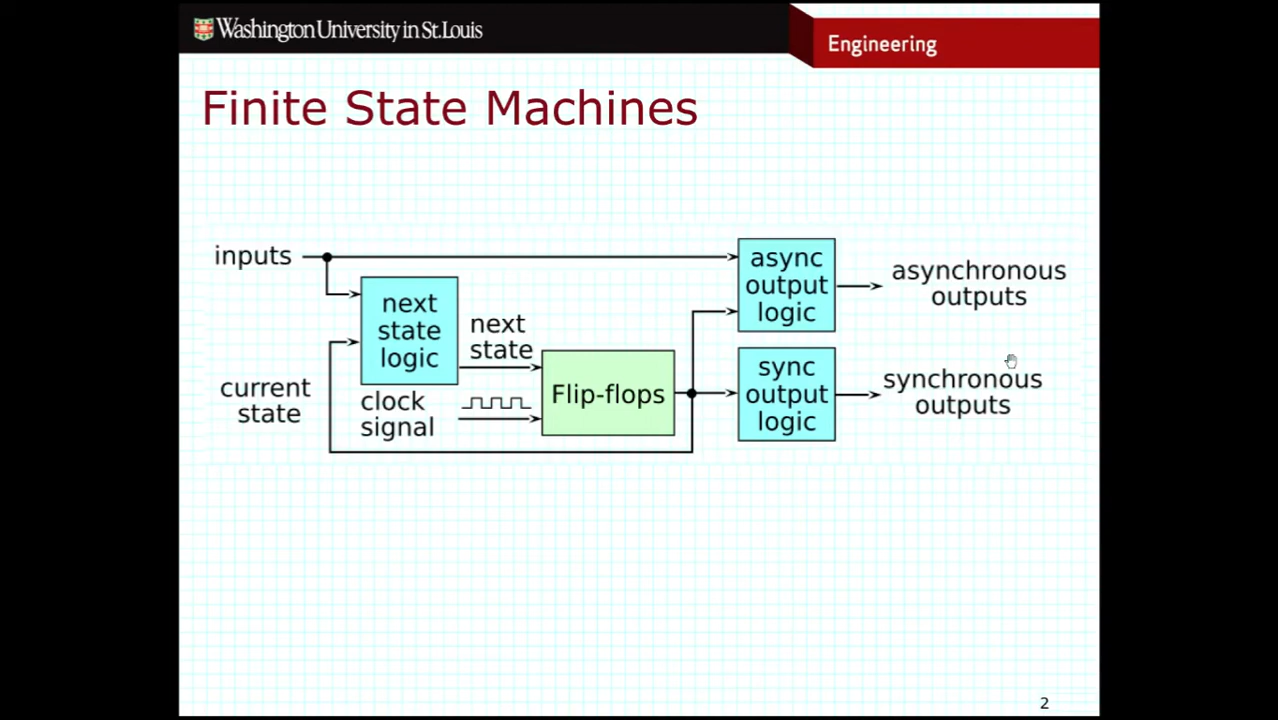 Washington University in St. Louis
Engineering
Finite State Machines
inputs
next
state
logic
next
state
current
state
clock
signal
Flip-flops
async
output
logic
asynchronous
outputs
sync
output
logic
synchronous
outputs
2